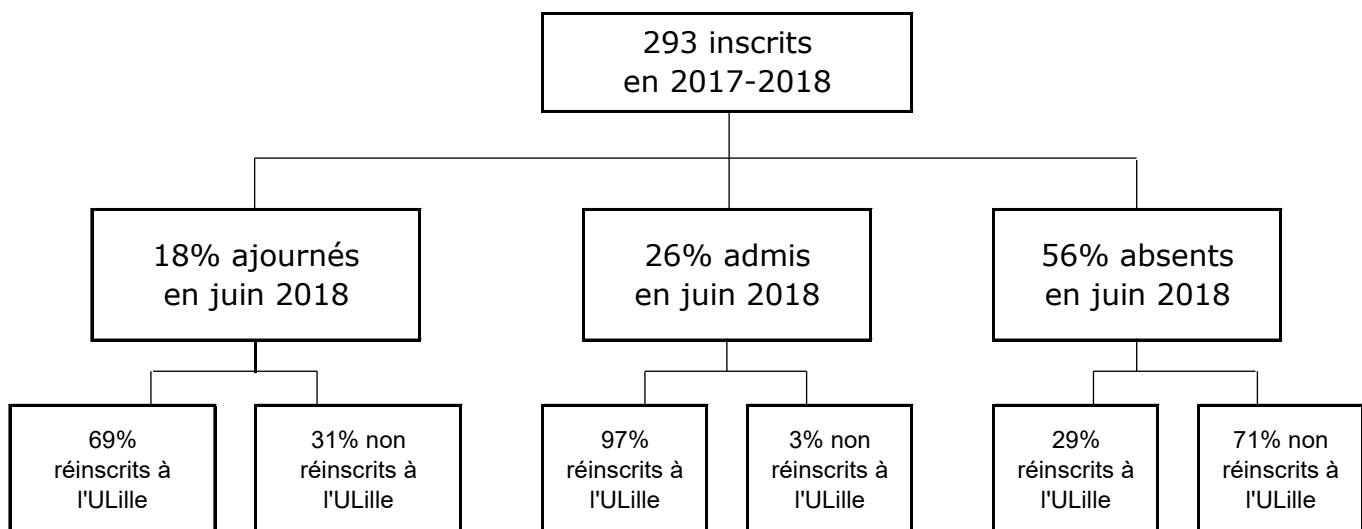 293 inscrits
en 2017-2018
18% ajournés
en juin 2018
26% admis
en juin 2018
56% absents
en juin 2018
69%
réinscrits à
l'ULille
31% non
réinscrits à
l'ULille
97%
réinscrits à
l'ULille
3% non
réinscrits à
l'ULille
29%
réinscrits à
l'ULille
71% non
réinscrits à
l'ULille